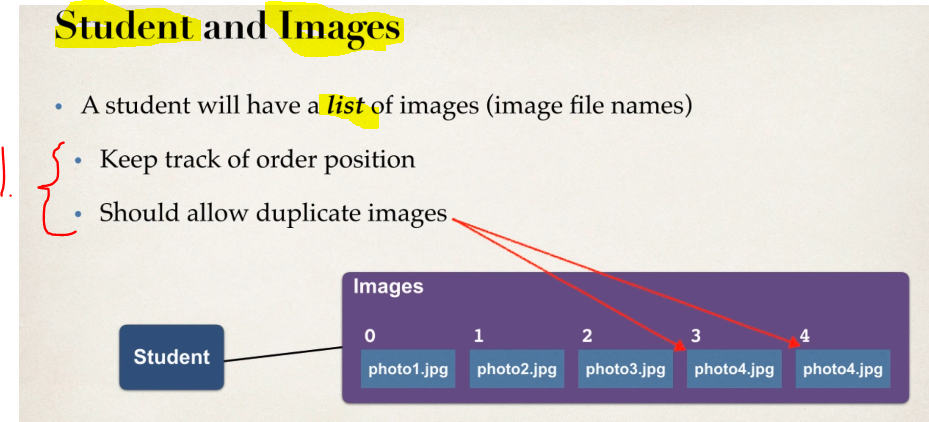 Student and Images
• A student will have a list of images (image file names)
1. • Keep track of order position
• Should allow duplicate images
Images
0 1 2 3 4
Student photo1.jpg photo2.jpg photo3.jpg photo4.jpg photo4.jpg